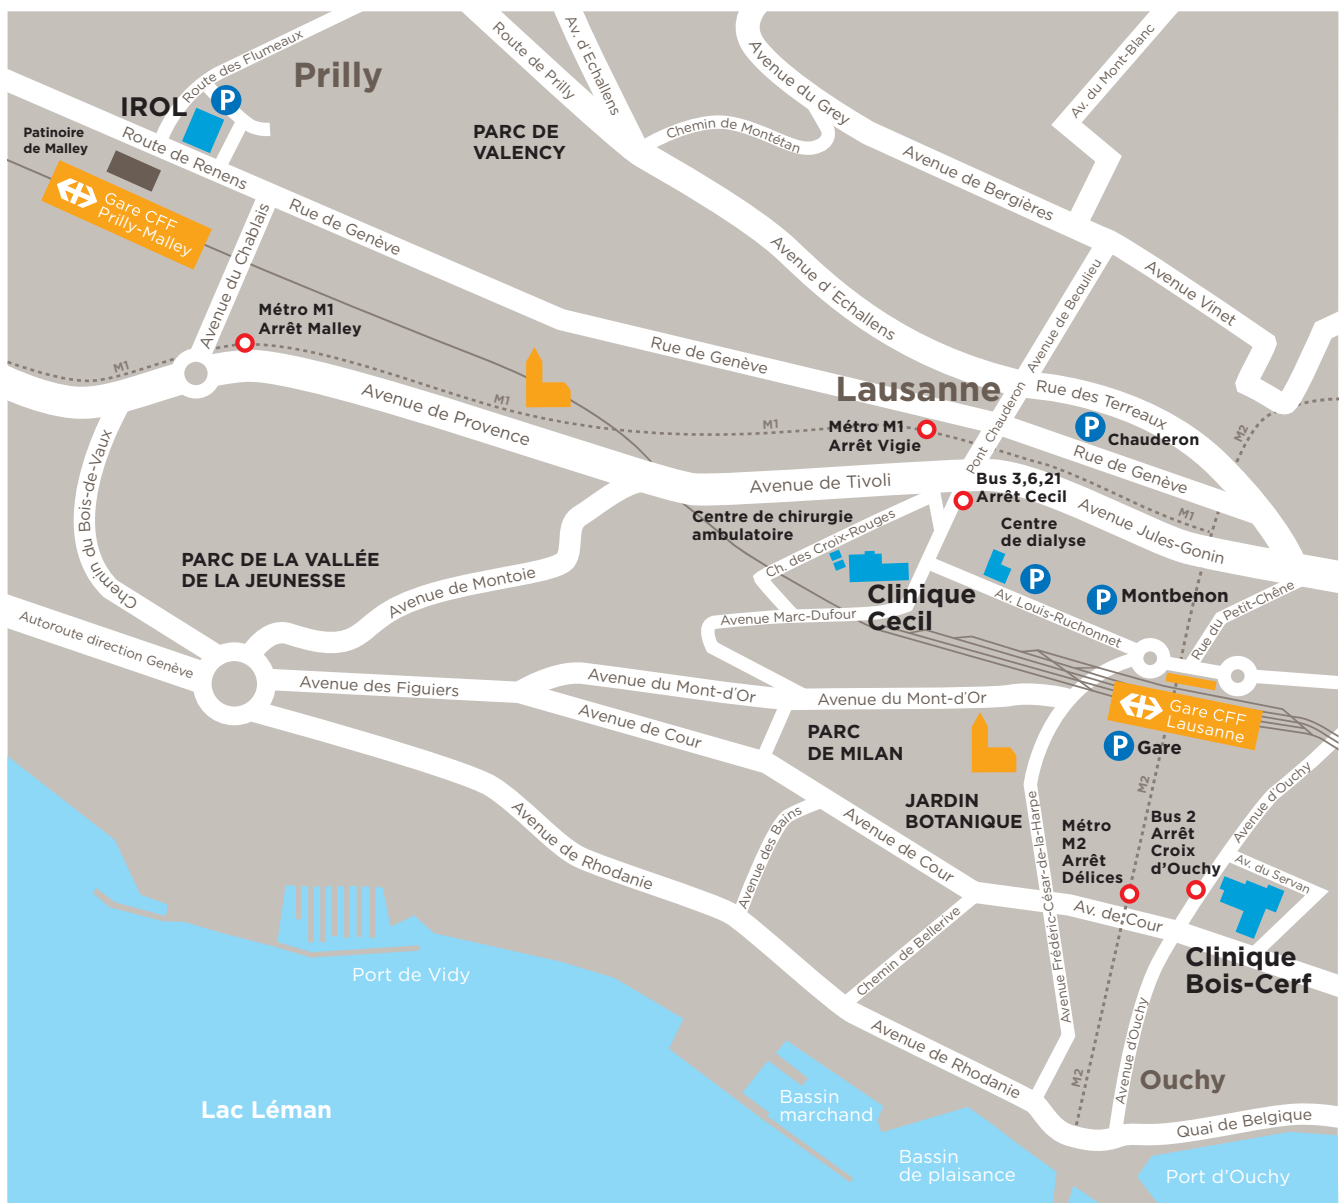 Route des Flumeaux
Prilly
IROL
P
Patinoire
de Malley
Route de Renens
Gare CFF
Prilly-Malley
Route de Prilly
Av. d'Echallens
PARC DE
VALENCY
Chemin de Montétan
Avenue du Grey
Av. du Mont-Blanc
Avenue de Bergières
Avenue du Chablais
Rue de Genève
Métro M1
Arrêt Malley
M1
Avenue d'Echallens
Avenue de Beaulieu
Avenue Vinet
Rue de Genève
Lausanne
Avenue de Provence
M1
M1
Métro M1
Arrêt Vigie
Pont Chauderon
Rue des Terreaux
P
Chauderon
M2
Rue de Genève
Chemin du Bois-de-Vaux
Avenue de Tivoli
Bus 3,6,21
Arrêt Cecil
M1
Avenue Jules-Gonin
Centre de chirurgie
ambulatoire
Ch. des Croix-Rouges
Centre
de dialyse
P
P
Montbenon
PARC DE LA VALLÉE
DE LA JEUNESSE
Avenue de Montoie
Clinique
Cecil
Avenue Marc-Dufour
Av. Louis-Ruchonnet
Rue du Petit-Chêne
Autoroute direction Genève
Avenue des Figuiers
Avenue du Mont-d'Or
Avenue du Mont-d'Or
Gare CFF
Lausanne
Avenue de Cour
PARC
DE MILAN
P
Gare
M2
Avenue d'Ouchy
JARDIN
BOTANIQUE
Avenue de Rhodanie
Avenue des Bains
Avenue de Cour
Avenue Frédéric-César-de-la-Harpe
Métro
M2
Arrêt
Délices
Bus 2
Arrêt
Croix
d'Ouchy
Av. du Servan
Av. de Cour
Clinique
Bois-Cerf
Chemin de Bellerive
Port de Vidy
Avenue de Rhodanie
Avenue d'Ouchy
M2
Ouchy
Lac Léman
Bassin
marchand
Quai de Belgique
Bassin
de plaisance
Port d'Ouchy